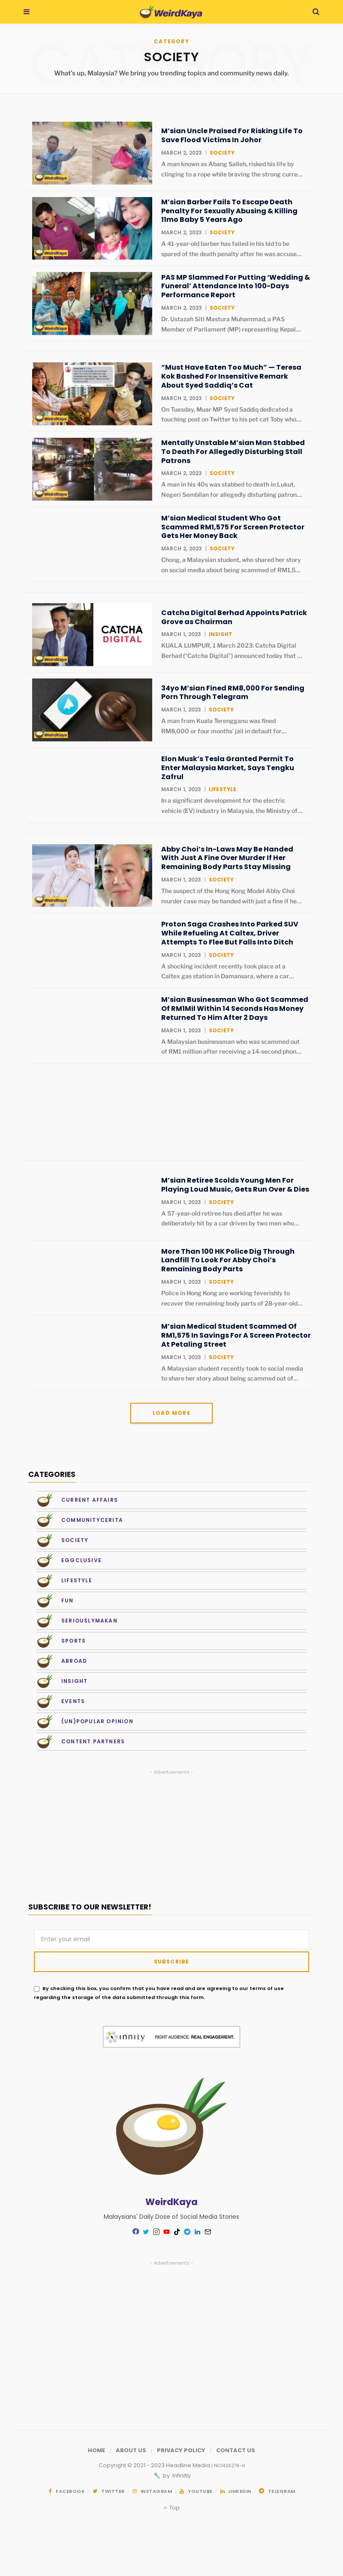 WeirdKaya
CATEGORY
SOCIETY
What's up, Malaysia? We bring you trending topics and community news daily.
M'sian Uncle Praised For Risking Life To
Save Flood Victims In Johor
MARCH 2, 2023 | SOCIETY
A man known as Abang Salleh, risked his life by
clinging to a rope while braving the strong curre...
M'sian Barber Fails To Escape Death
Penalty For Sexually Abusing & Killing
11mo Baby 5 Years Ago
MARCH 2, 2023 | SOCIETY
A 41-year-old barber has failed in his bid to be
spared of the death penalty after he was accuse...
PAS MP Slammed For Putting 'Wedding &
Funeral' Attendance Into 100-Days
Performance Report
MARCH 2, 2023 | SOCIETY
Dr. Ustazah Siti Mastura Muhammad, a PAS
Member of Parliament (MP) representing Kepal...
"Must Have Eaten Too Much" — Teresa
Kok Bashed For Insensitive Remark
About Syed Saddiq's Cat
MARCH 2, 2023 | SOCIETY
On Tuesday, Muar MP Syed Saddiq dedicated a
touching post on Twitter to his pet cat Toby who...
Mentally Unstable M'sian Man Stabbed
To Death For Allegedly Disturbing Stall
Patrons
MARCH 2, 2023 | SOCIETY
A man in his 40s was stabbed to death in Lukut,
Negeri Sembilan for allegedly disturbing patron...
M'sian Medical Student Who Got
Scammed RM1,575 For Screen Protector
Gets Her Money Back
MARCH 2, 2023 | SOCIETY
Chong, a Malaysian student, who shared her story
on social media about being scammed of RM1,5...
CATCHA
DIGITAL
Catcha Digital Berhad Appoints Patrick
Grove as Chairman
MARCH 1, 2023 | INSIGHT
KUALA LUMPUR, 1 March 2023: Catcha Digital
Berhad ("Catcha Digital") announced today that ...
34yo M'sian Fined RM8,000 For Sending
Porn Through Telegram
MARCH 1, 2023 | SOCIETY
A man from Kuala Terengganu was fined
RM8,000 or four months' jail in default for...
Elon Musk's Tesla Granted Permit To
Enter Malaysia Market, Says Tengku
Zafrul
MARCH 1, 2023 | LIFESTYLE
In a significant development for the electric
vehicle (EV) industry in Malaysia, the Ministry of...
Abby Choi's In-Laws May Be Handed
With Just A Fine Over Murder If Her
Remaining Body Parts Stay Missing
MARCH 1, 2023 | SOCIETY
The suspect of the Hong Kong Model Abby Choi
murder case may be handed with just a fine if he...
Proton Saga Crashes Into Parked SUV
While Refueling At Caltex, Driver
Attempts To Flee But Falls Into Ditch
MARCH 1, 2023 | SOCIETY
A shocking incident recently took place at a
Caltex gas station in Damansara, where a car...
M'sian Businessman Who Got Scammed
Of RM1Mil Within 14 Seconds Has Money
Returned To Him After 2 Days
MARCH 1, 2023 | SOCIETY
A Malaysian businessman who was scammed out
of RM1 million after receiving a 14-second phon...
M'sian Retiree Scolds Young Men For
Playing Loud Music, Gets Run Over & Dies
MARCH 1, 2023 | SOCIETY
A 57-year-old retiree has died after he was
deliberately hit by a car driven by two men who...
More Than 100 HK Police Dig Through
Landfill To Look For Abby Choi's
Remaining Body Parts
MARCH 1, 2023 | SOCIETY
Police in Hong Kong are working feverishly to
recover the remaining body parts of 28-year-old...
M'sian Medical Student Scammed Of
RM1,575 In Savings For A Screen Protector
At Petaling Street
MARCH 1, 2023 | SOCIETY
A Malaysian student recently took to social media
to share her story about being scammed out of...
LOAD MORE
CATEGORIES
CURRENT AFFAIRS
COMMUNITYCERITA
SOCIETY
EGGCLUSIVE
LIFESTYLE
FUN
SERIOUSLYMAKAN
SPORTS
ABROAD
INSIGHT
EVENTS
(UN)POPULAR OPINION
CONTENT PARTNERS
- Advertisements -
SUBSCRIBE TO OUR NEWSLETTER!
Enter your email
SUBSCRIBE
By checking this box, you confirm that you have read and are agreeing to our terms of use
regarding the storage of the data submitted through this form.
innity RIGHT AUDIENCE. REAL ENGAGEMENT.
WeirdKaya
Malaysians' Daily Dose of Social Media Stories
- Advertisements -
HOME / ABOUT US / PRIVACY POLICY / CONTACT US
by Infinity
FACEBOOK TWITTER INSTAGRAM YOUTUBE LINKEDIN TELEGRAM
Top